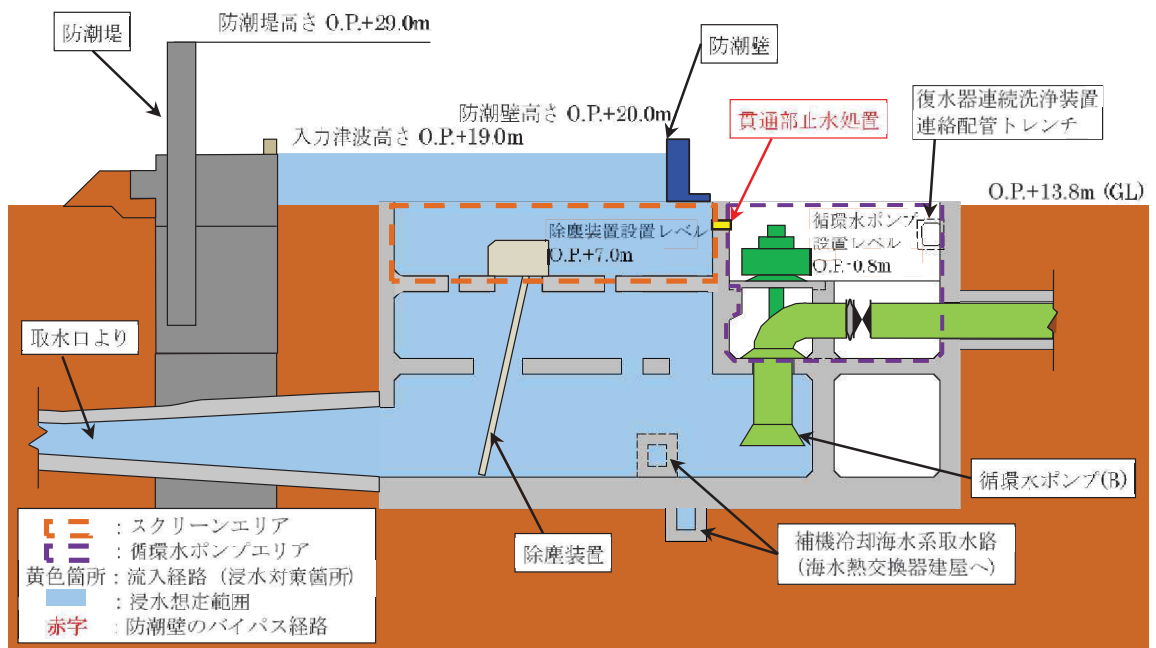 防潮堤高さ O.P.+29.0m
防潮堤
防潮壁
防潮壁高さ O.P.+20.0m
入力津波高さ O.P.+19.0m
貫通部止水処置
復水器連続洗浄装置
連絡配管トレンチ
O.P.+13.8m (GL)
除塵装置設置レベル
O.P.+7.0m
循環水ポンプ
設置レベル
O.P.-0.8m
取水口より
循環水ポンプ(B)
除塵装置
補機冷却海水系取水路
(海水熱交換器建屋へ)
：スクリーンエリア
：循環水ポンプエリア
黄色箇所：流入経路（浸水対策箇所）
：浸水想定範囲
赤字：防潮壁のバイパス経路